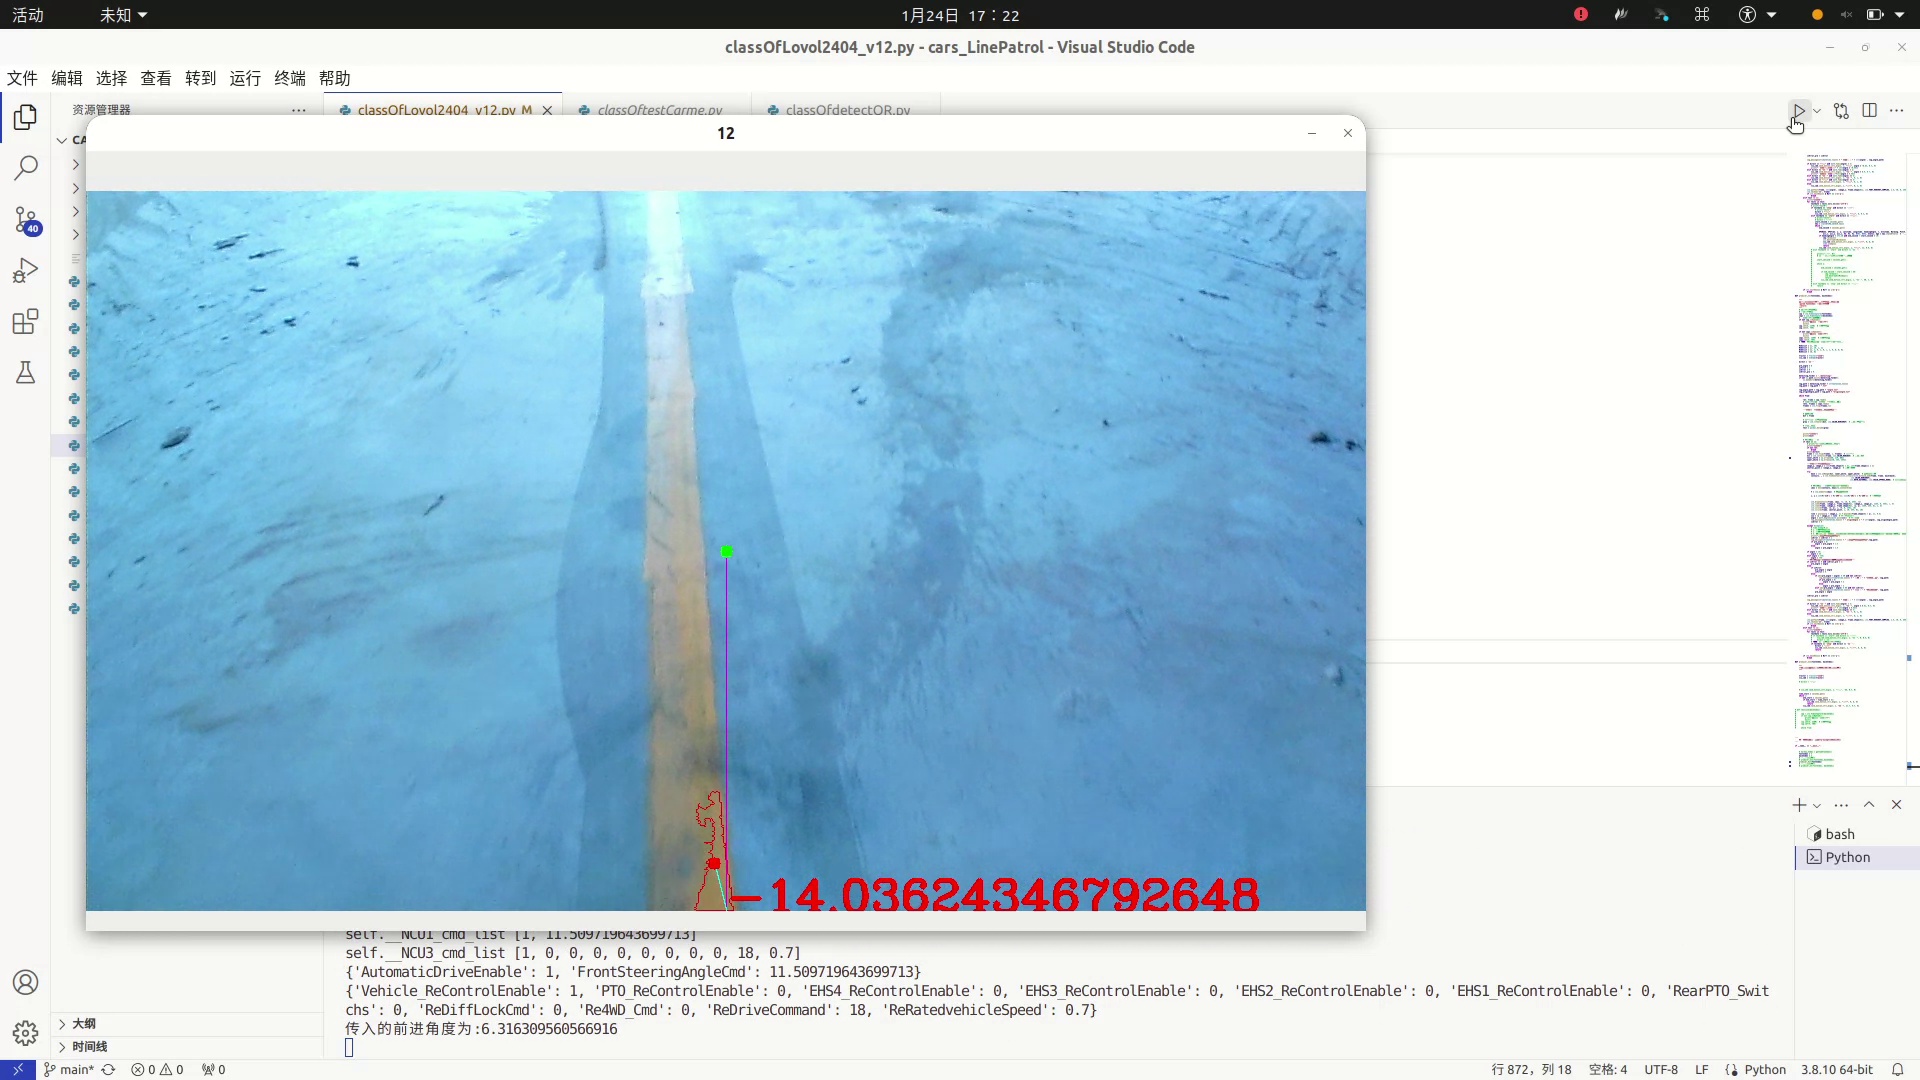 活动
未知
1月24日 17：22
classOfLovol2404_v12.py - cars_LinePatrol - Visual Studio Code
文件 编辑 选择 查看 转到 运行 终端 帮助
资源管理器 ···
classOfLovol2404_v12.py M
classOftestCarme.py
classOfdetectOR.py
CA
12
40
-14.03624346792648
bash
Python
self.__NCU1_cmd_list [1, 11.509719643699713]
self.__NCU3_cmd_list [1, 0, 0, 0, 0, 0, 0, 0, 0, 18, 0.7]
{'AutomaticDriveEnable': 1, 'FrontSteeringAngleCmd': 11.509719643699713}
{'Vehicle_ReControlEnable': 1, 'PTO_ReControlEnable': 0, 'EHS4_ReControlEnable': 0, 'EHS3_ReControlEnable': 0, 'EHS2_ReControlEnable': 0, 'EHS1_ReControlEnable': 0, 'RearPTO_Swit
chs': 0, 'ReDiffLockCmd': 0, 'Re4WD_Cmd': 0, 'ReDriveCommand': 18, 'ReRatedvehicleSpeed': 0.7}
传入的前进角度为:6.316309560566916
大纲
时间线
main* 0 0 0
行 872，列 18 空格: 4 UTF-8 LF Python 3.8.10 64-bit